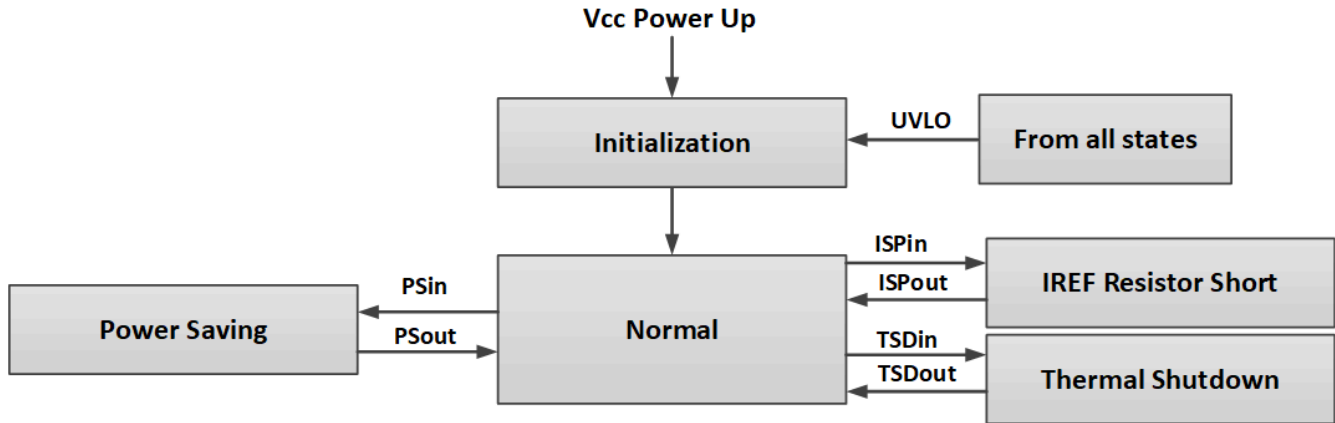 Vcc Power Up
Initialization
UVLO
From all states
Power Saving
PSin
PSout
Normal
ISPin
ISPout
IREF Resistor Short
TSDin
TSDout
Thermal Shutdown